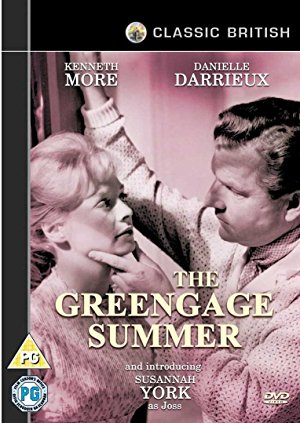 CLASSIC BRITISH
KENNETH
MORE
DANIELLE
DARRIEUX
THE
GREENGAGE
SUMMER
and introducing
SUSANNAH
YORK
as Joss
PG
PG
DVD